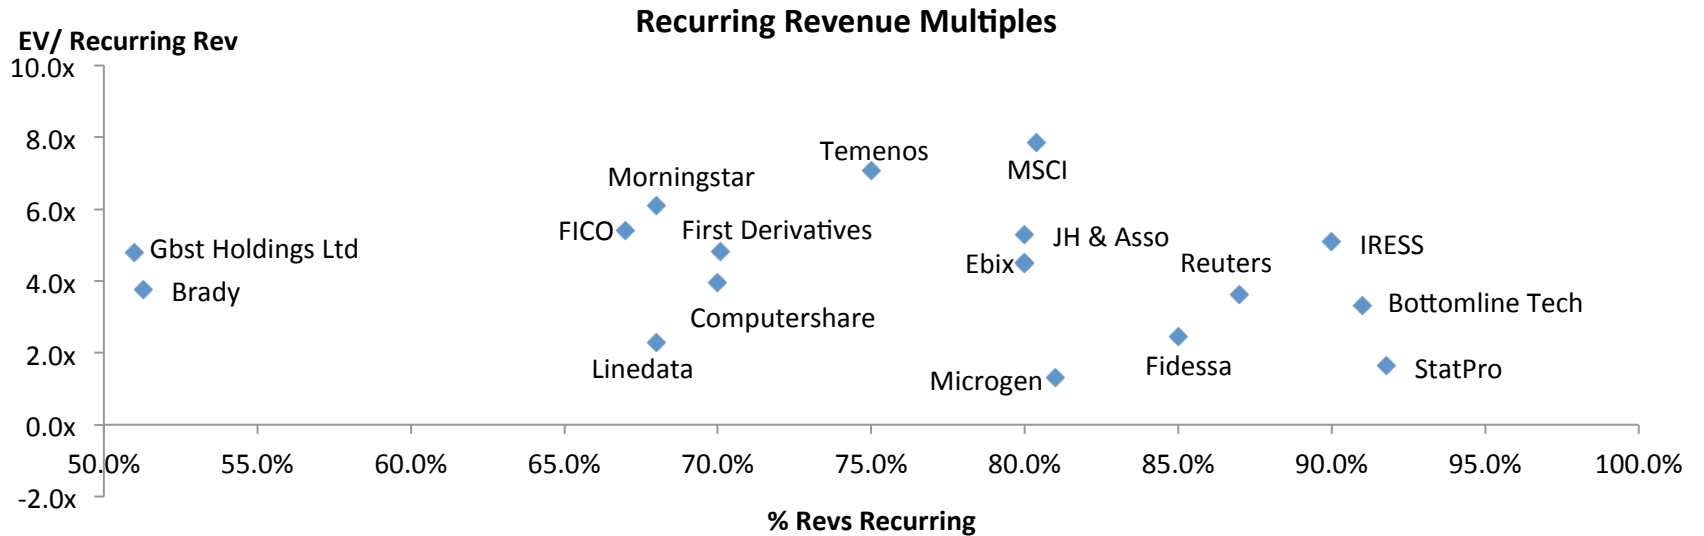 Recurring Revenue Multiples
EV/ Recurring Rev
10.0x
8.0x
6.0x
4.0x
2.0x
0.0x
-2.0x
Temenos
MSCI
Morningstar
FICO
First Derivatives
JH & Asso
IRESS
Gbst Holdings Ltd
Ebix
Reuters
Brady
Bottomline Tech
Computershare
Linedata
Fidessa
StatPro
Microgen
50.0% 55.0% 60.0% 65.0% 70.0% 75.0% 80.0% 85.0% 90.0% 95.0% 100.0%
% Revs Recurring